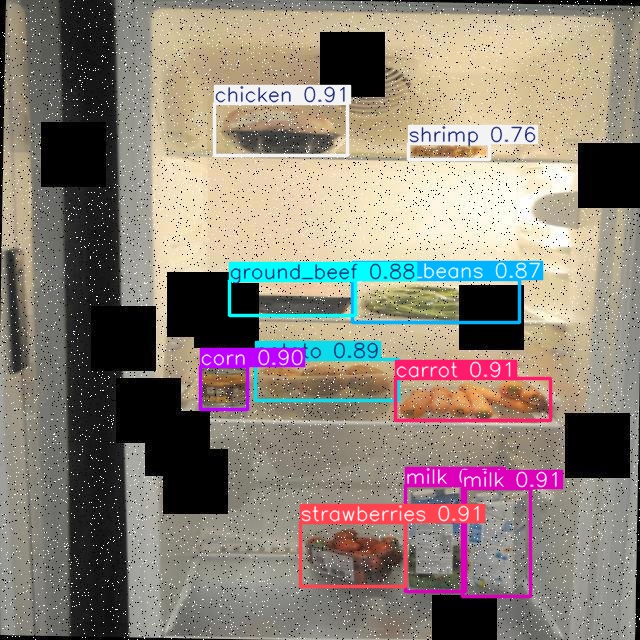 chicken 0.91
shrimp 0.76
ground_beef 0.88
beans 0.87
corn 0.90
0.89
carrot 0.91
milk
milk 0.91
strawberries 0.91